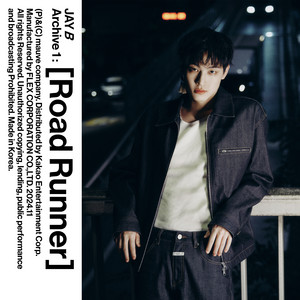 JAY B
Archive 1 :
[Road Runner]
(P)&(C) mauve company. Distributed by Kakao Entertainment Corp.
Manufactured by FLEX CORPORATION CO.,LTD. 2024.11
All rights Reserved. Unauthorized copying, lending, public performance
and broadcasting Prohibited. Made in Korea.